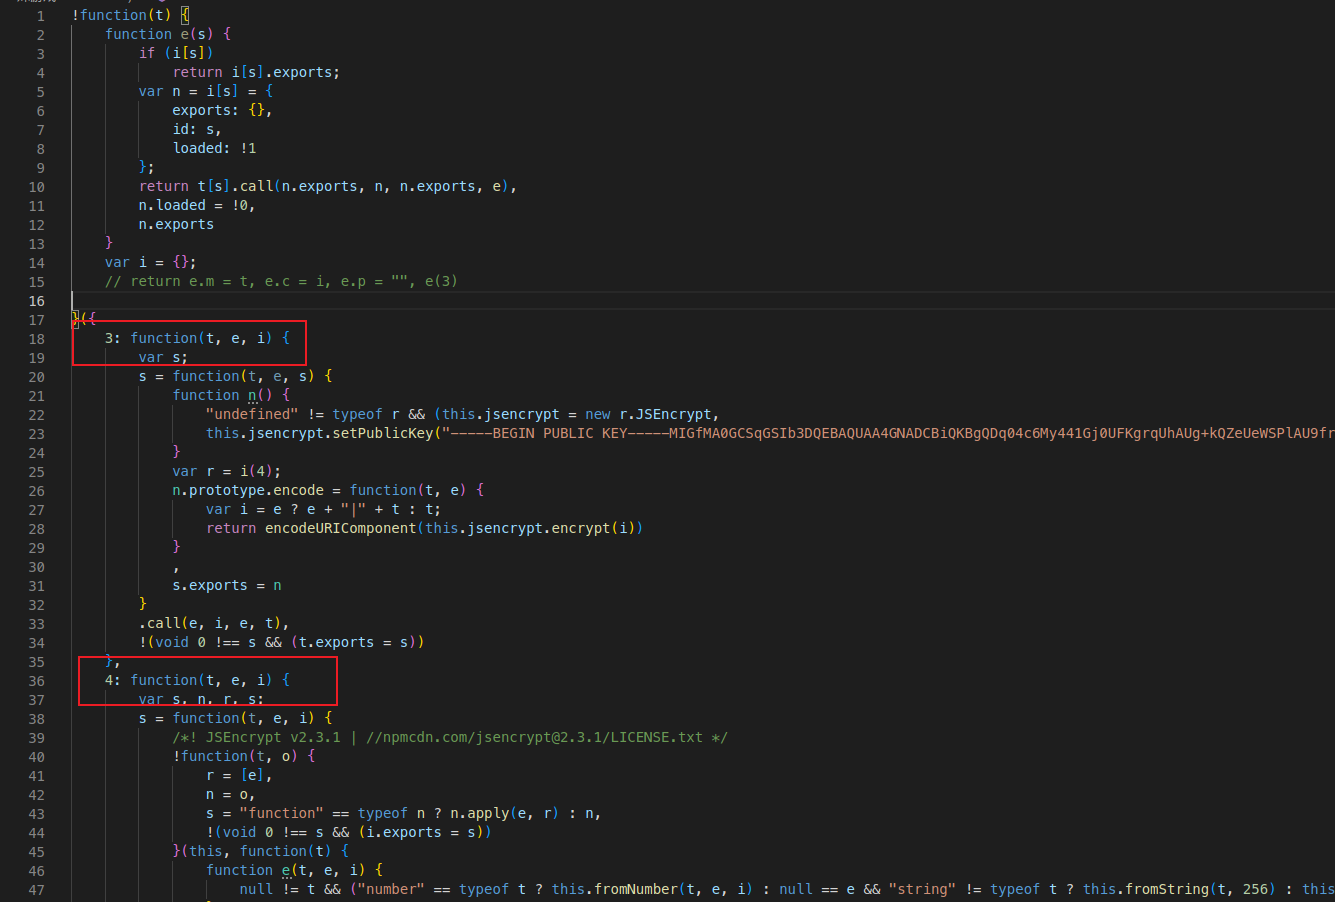 1 !function(t) {
2 function e(s) {
3 if (i[s])
4 return i[s].exports;
5 var n = i[s] = {
6 exports: {},
7 id: s,
8 loaded: !1
9 };
10 return t[s].call(n.exports, n, n.exports, e),
11 n.loaded = !0,
12 n.exports
13 }
14 var i = {};
15 // return e.m = t, e.c = i, e.p = "", e(3)
16
17 }({
18 3: function(t, e, i) {
19 var s;
20 s = function(t, e, s) {
21 function n() {
22 "undefined" != typeof r && (this.jsencrypt = new r.JSEncrypt,
23 this.jsencrypt.setPublicKey("-----BEGIN PUBLIC KEY-----MIGfMA0GCSqGSIb3DQEBAQUAA4GNADCBiQKBgQDq04c6My441Gj0UFKgrqUhAUg+kQZeUeWSPlAU9fr
24 }
25 var r = i(4);
26 n.prototype.encode = function(t, e) {
27 var i = e ? e + "|" + t : t;
28 return encodeURIComponent(this.jsencrypt.encrypt(i))
29 }
30 ,
31 s.exports = n
32 }
33 .call(e, i, e, t),
34 !(void 0 !== s && (t.exports = s))
35 },
36 4: function(t, e, i) {
37 var s, n, r, s;
38 s = function(t, e, i) {
39 /*! JSEncrypt v2.3.1 | //npmcdn.com/jsencrypt@2.3.1/LICENSE.txt */
40 !function(t, o) {
41 r = [e],
42 n = o,
43 s = "function" == typeof n ? n.apply(e, r) : n,
44 !(void 0 !== s && (i.exports = s))
45 }(this, function(t) {
46 function e(t, e, i) {
47 null != t && ("number" == typeof t ? this.fromNumber(t, e, i) : null == e && "string" != typeof t ? this.fromString(t, 256) : this